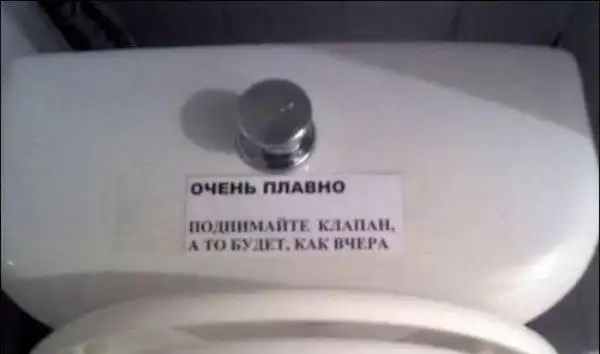 ОЧЕНЬ ПЛАВНО
ПОДНИМАЙТЕ КЛАПАН,
А ТО БУДЕТ, КАК ВЧЕРА